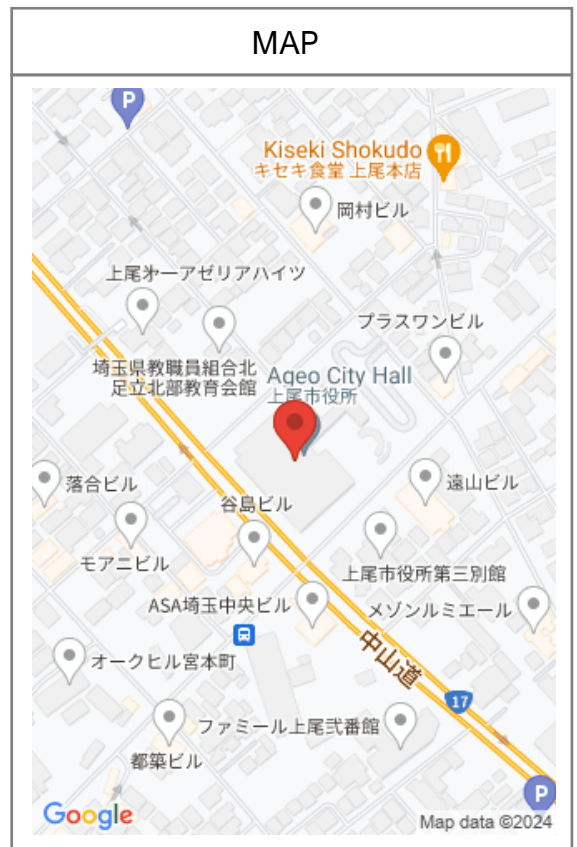 MAP
P
Kiseki Shokudo
キセキ食堂 上尾本店
岡村ビル
上尾第一アゼリアハイツ
プラスワンビル
埼玉県教職員組合北
足立北部教育会館
Ageo City Hall
上尾市役所
落合ビル
谷島ビル
遠山ビル
モアニビル
上尾市役所第三別館
ASA埼玉中央ビル
メゾンルミエール
中山道
オークヒル宮本町
17
ファミール上尾弐番館
都築ビル
P
Google
Map data ©2024